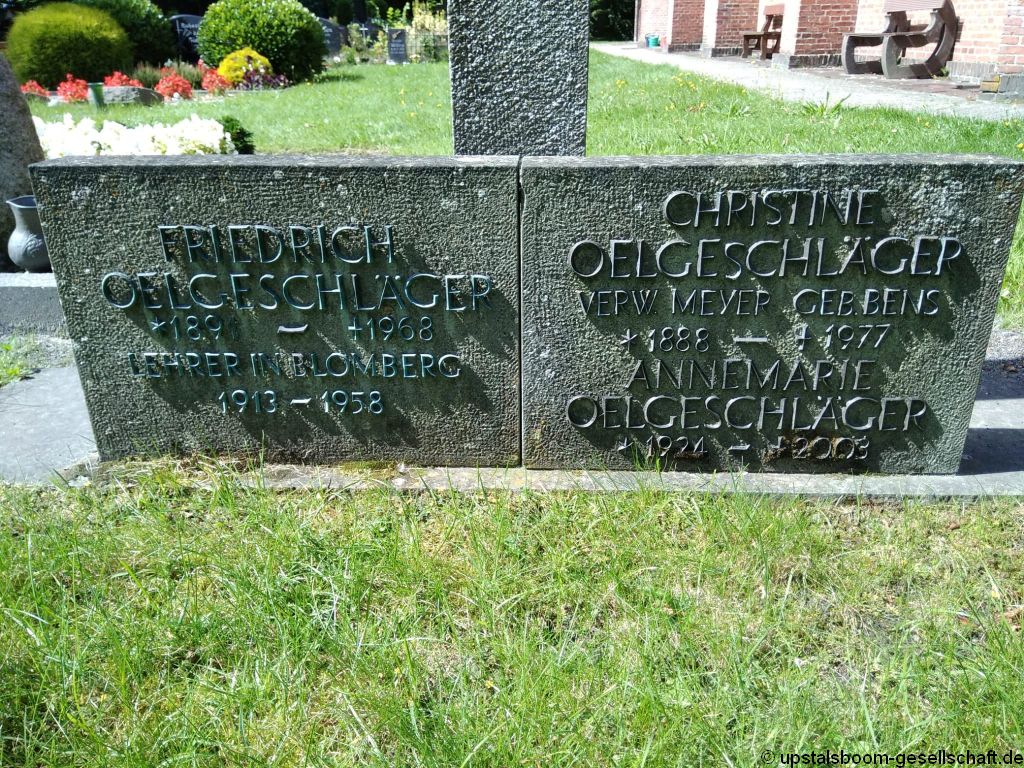 FRIEDRICH
OELGESCHLÄGER
*1891 — +1968
LEHRER IN BLOMBERG
1913 — 1958
CHRISTINE
OELGESCHLÄGER
VERW. MEYER GEB. BENS
*1888 — +1977
ANNEMARIE
OELGESCHLÄGER
*1924 — +2003
© upstalsboom-gesellschaft.de